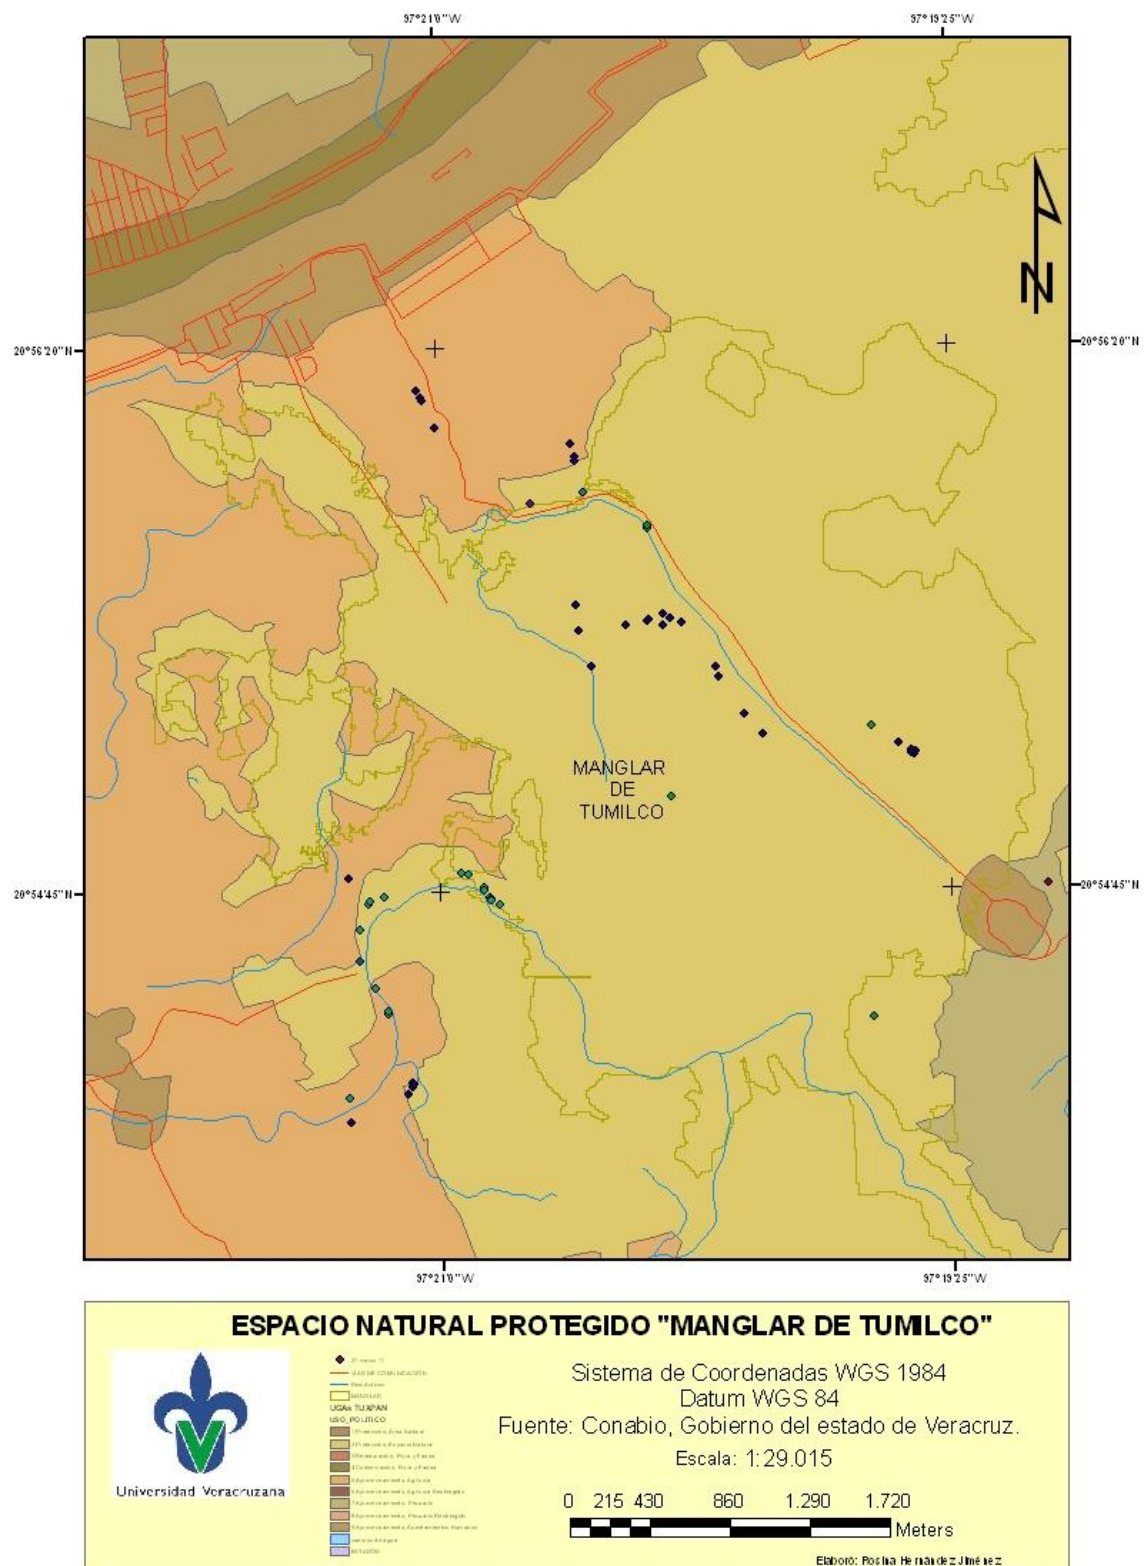 97°21'0"W 97°19'25"W
20°56'20"N 20°56'20"N
N
MANGLAR
DE
TUMILCO
20°54'45"N 20°54'45"N
97°21'0"W 97°19'25"W
ESPACIO NATURAL PROTEGIDO "MANGLAR DE TUMILCO"
VIAS DE COMUNICACIÓN
MANGLAR
UGAs TUXPAN
USO_POLITICO
Universidad Veracruzana
Sistema de Coordenadas WGS 1984
Datum WGS 84
Fuente: Conabio, Gobierno del estado de Veracruz.
Escala: 1:29.015
0 215 430 860 1.290 1.720
Meters
Elaboró: Rosina Hernández Jiménez